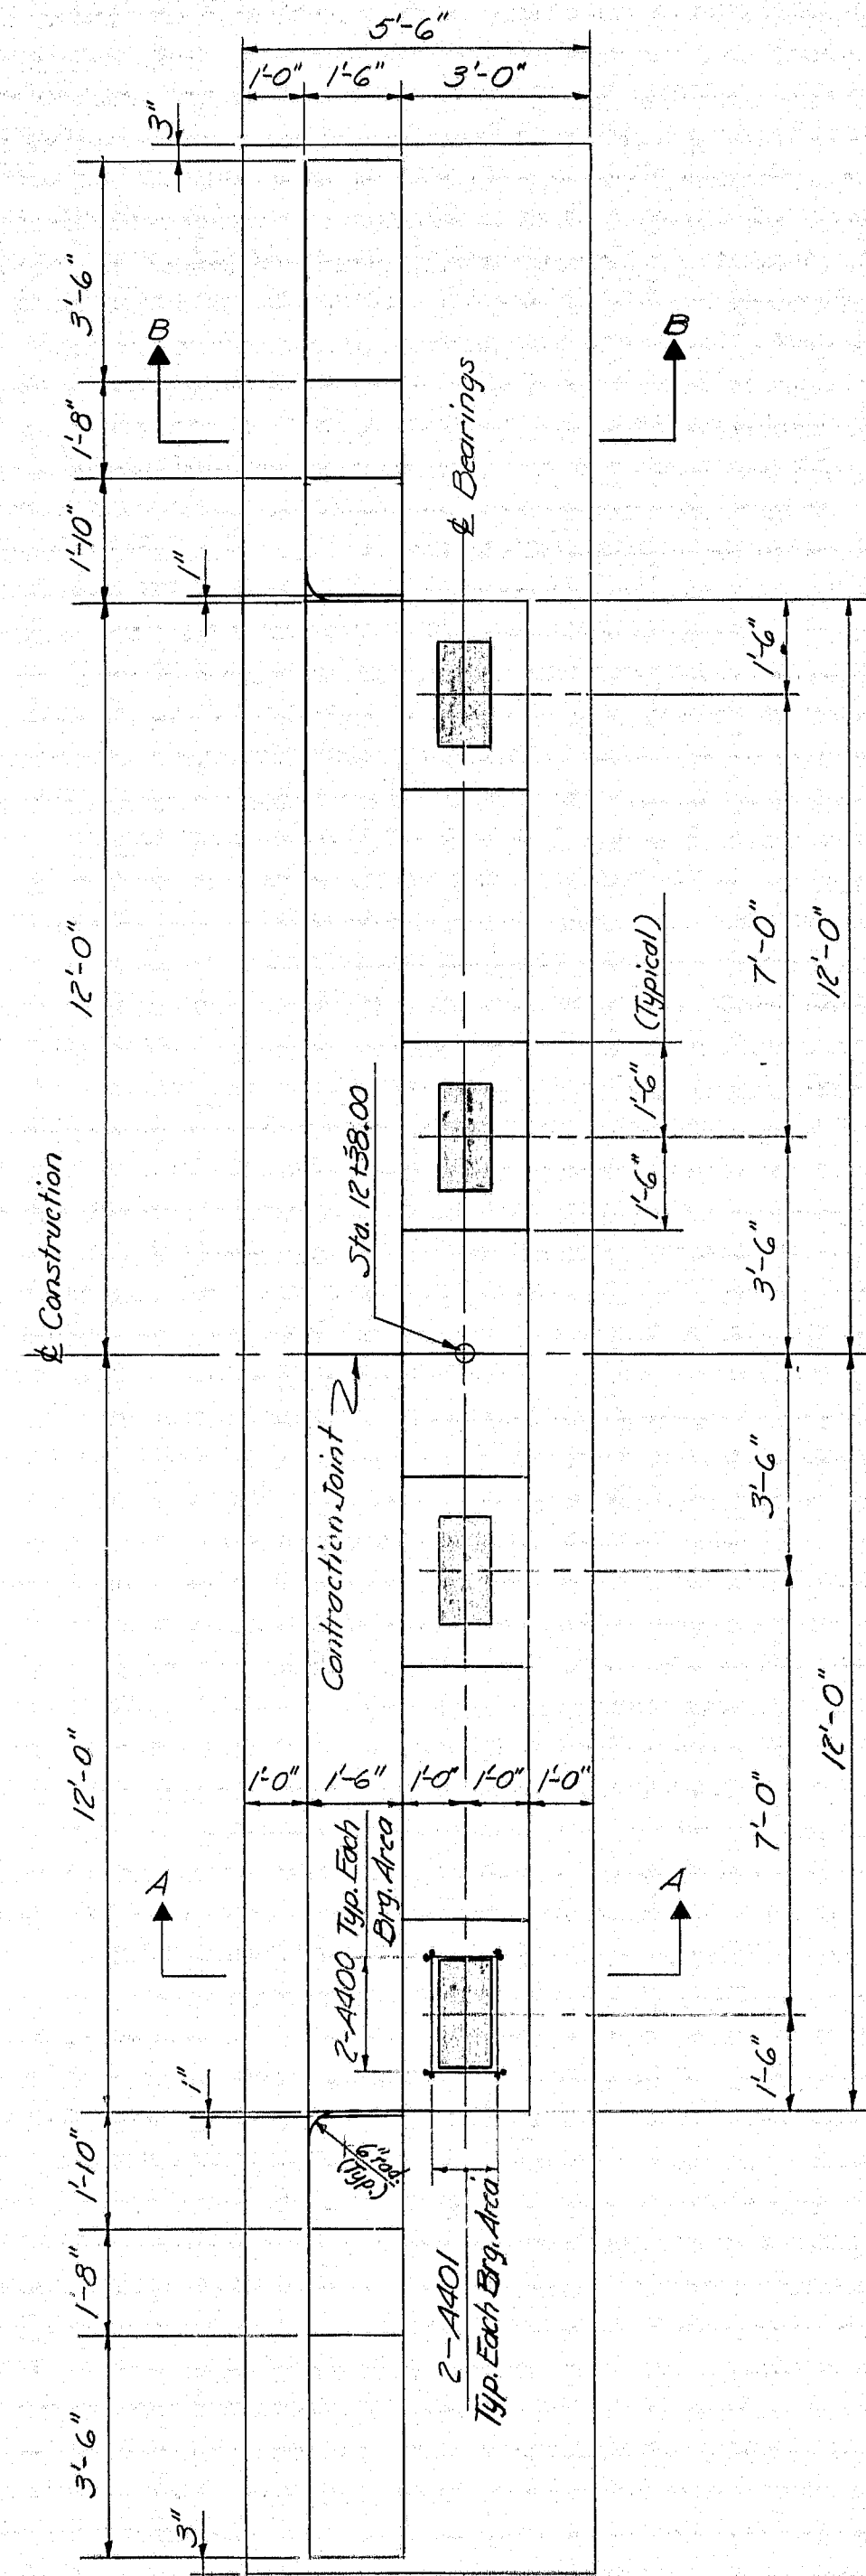 5'-6"
1'-0"
1'-6"
3'-0"
3"
3'-6"
B
B
1'-8"
1'-10"
1"
℄ Bearings
1'-6"
12'-0"
7'-0"
12'-0"
1'-6" (Typical)
1'-6"
℄ Construction
Sta. 12+38.00
3'-6"
Contraction Joint
3'-6"
12'-0"
12'-0"
1'-0"
1'-6"
1'-0"
1'-0"
1'-0"
7'-0"
2-A400 Typ. Each
Brg. Area
A
A
1"
1'-6"
1'-10"
(Typ.)
1'-8"
2-A401
Typ. Each Brg. Area
3'-6"
3"